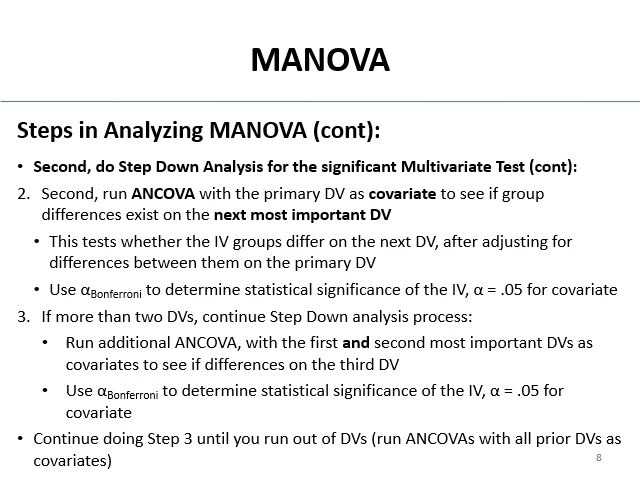 MANOVA
Steps in Analyzing MANOVA (cont):
• Second, do Step Down Analysis for the significant Multivariate Test (cont):
2. Second, run ANCOVA with the primary DV as covariate to see if group
differences exist on the next most important DV
• This tests whether the IV groups differ on the next DV, after adjusting for
differences between them on the primary DV
• Use αBonferroni to determine statistical significance of the IV, α = .05 for covariate
3. If more than two DVs, continue Step Down analysis process:
• Run additional ANCOVA, with the first and second most important DVs as
covariates to see if differences on the third DV
• Use αBonferroni to determine statistical significance of the IV, α = .05 for
covariate
• Continue doing Step 3 until you run out of DVs (run ANCOVAs with all prior DVs as
covariates)
8